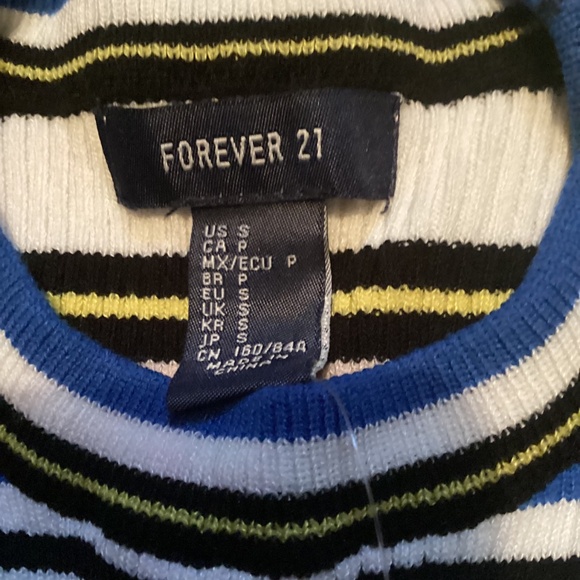 FOREVER 21
US S
CA P
MX/ECU P
BR P
EU S
UK S
KR S
JP S
CN 160/84A
MADE IN
CHINA